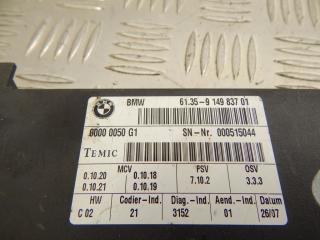 BMW
BMW 61.35-9 149 837 01
0000 0050 G1 SN-Nr. 000515044
TEMIC MCV PSV OSV
0.10.20 0.10.18 7.10.2 3.3.3
0.10.21 0.10.19
HW Codier-Ind. Diag.-Ind. Aend.-Ind. Datum
C 02 21 3152 01 26/07